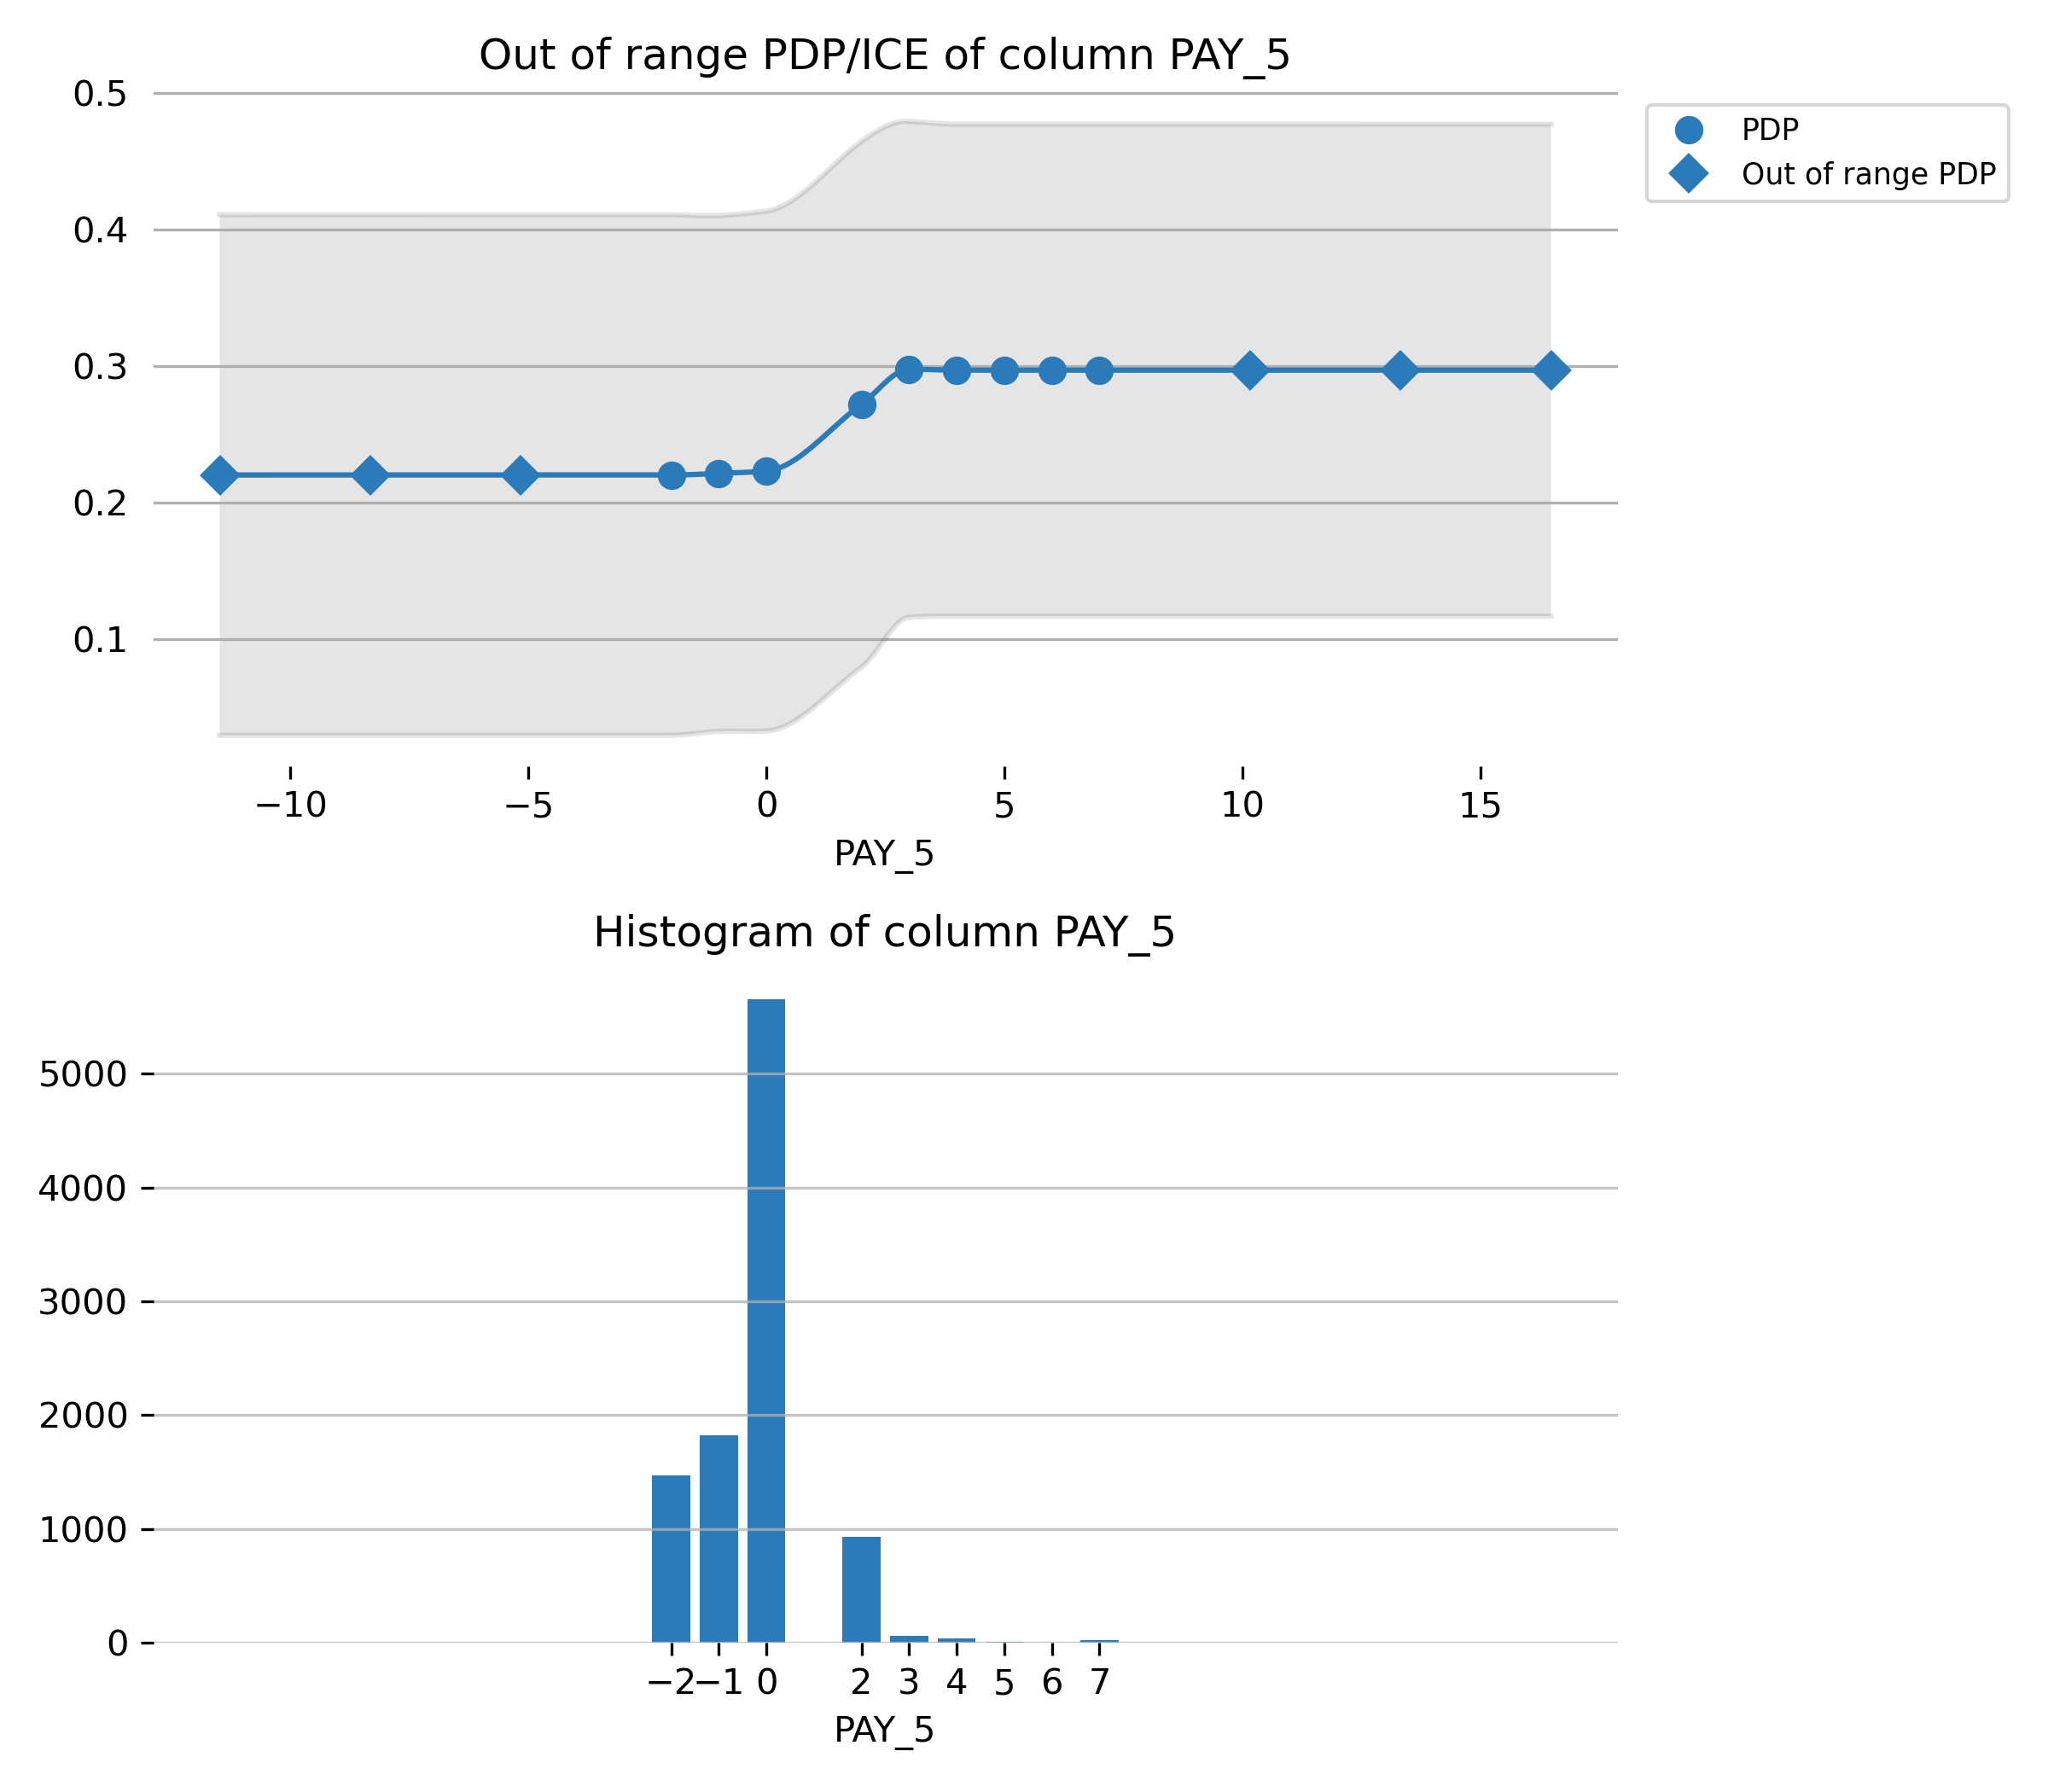 Out of range PDP/ICE of column PAY_5
0.5
0.4
0.3
0.2
0.1
PDP
Out of range PDP
−10 −5 0 5 10 15
PAY_5
Histogram of column PAY_5
5000
4000
3000
2000
1000
0
−2 −1 0 2 3 4 5 6 7
PAY_5